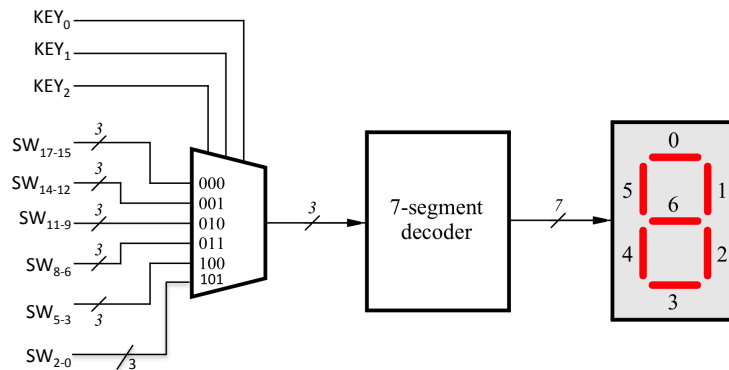 KEY₀
KEY₁
KEY₂
3
SW₁₇₋₁₅
3
SW₁₄₋₁₂
3
SW₁₁₋₉
3
SW₈₋₆
3
SW₅₋₃
3
SW₂₋₀
000
001
010
011
100
101
3
7-segment
decoder
7
0
5
1
6
4
2
3